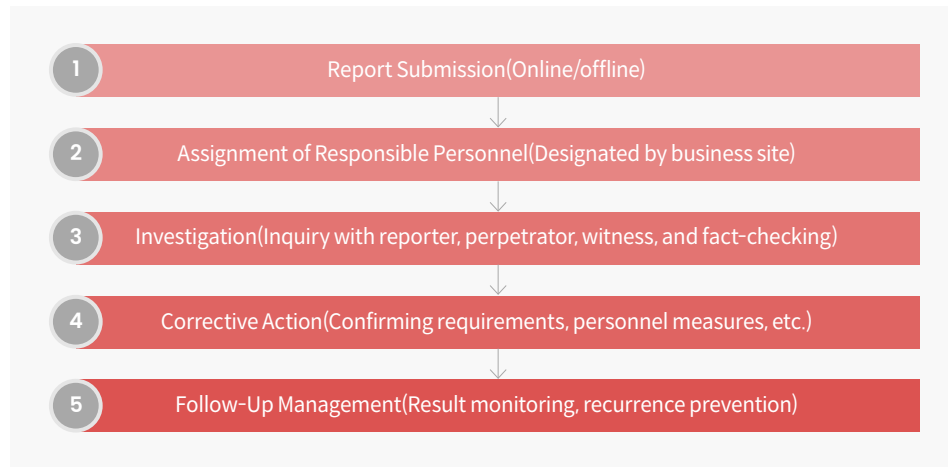 1
Report Submission(Online/offline)
2
Assignment of Responsible Personnel(Designated by business site)
3
Investigation(Inquiry with reporter, perpetrator, witness, and fact-checking)
4
Corrective Action(Confirming requirements, personnel measures, etc.)
5
Follow-Up Management(Result monitoring, recurrence prevention)